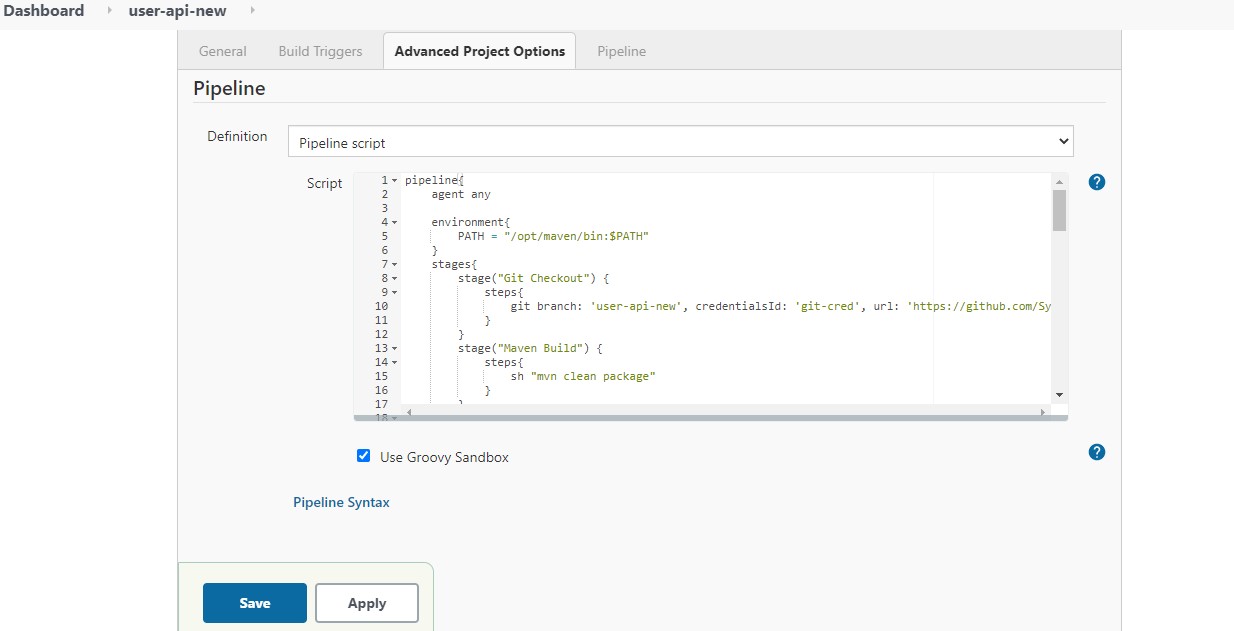 Dashboard user-api-new
General Build Triggers Advanced Project Options Pipeline
Pipeline
Definition Pipeline script
Script
1 pipeline{
2 agent any
3
4 environment{
5 PATH = "/opt/maven/bin:$PATH"
6 }
7 stages{
8 stage("Git Checkout") {
9 steps{
10 git branch: 'user-api-new', credentialsId: 'git-cred', url: 'https://github.com/Sy
11 }
12 }
13 stage("Maven Build") {
14 steps{
15 sh "mvn clean package"
16 }
17 }
18
Use Groovy Sandbox
Pipeline Syntax
Save Apply